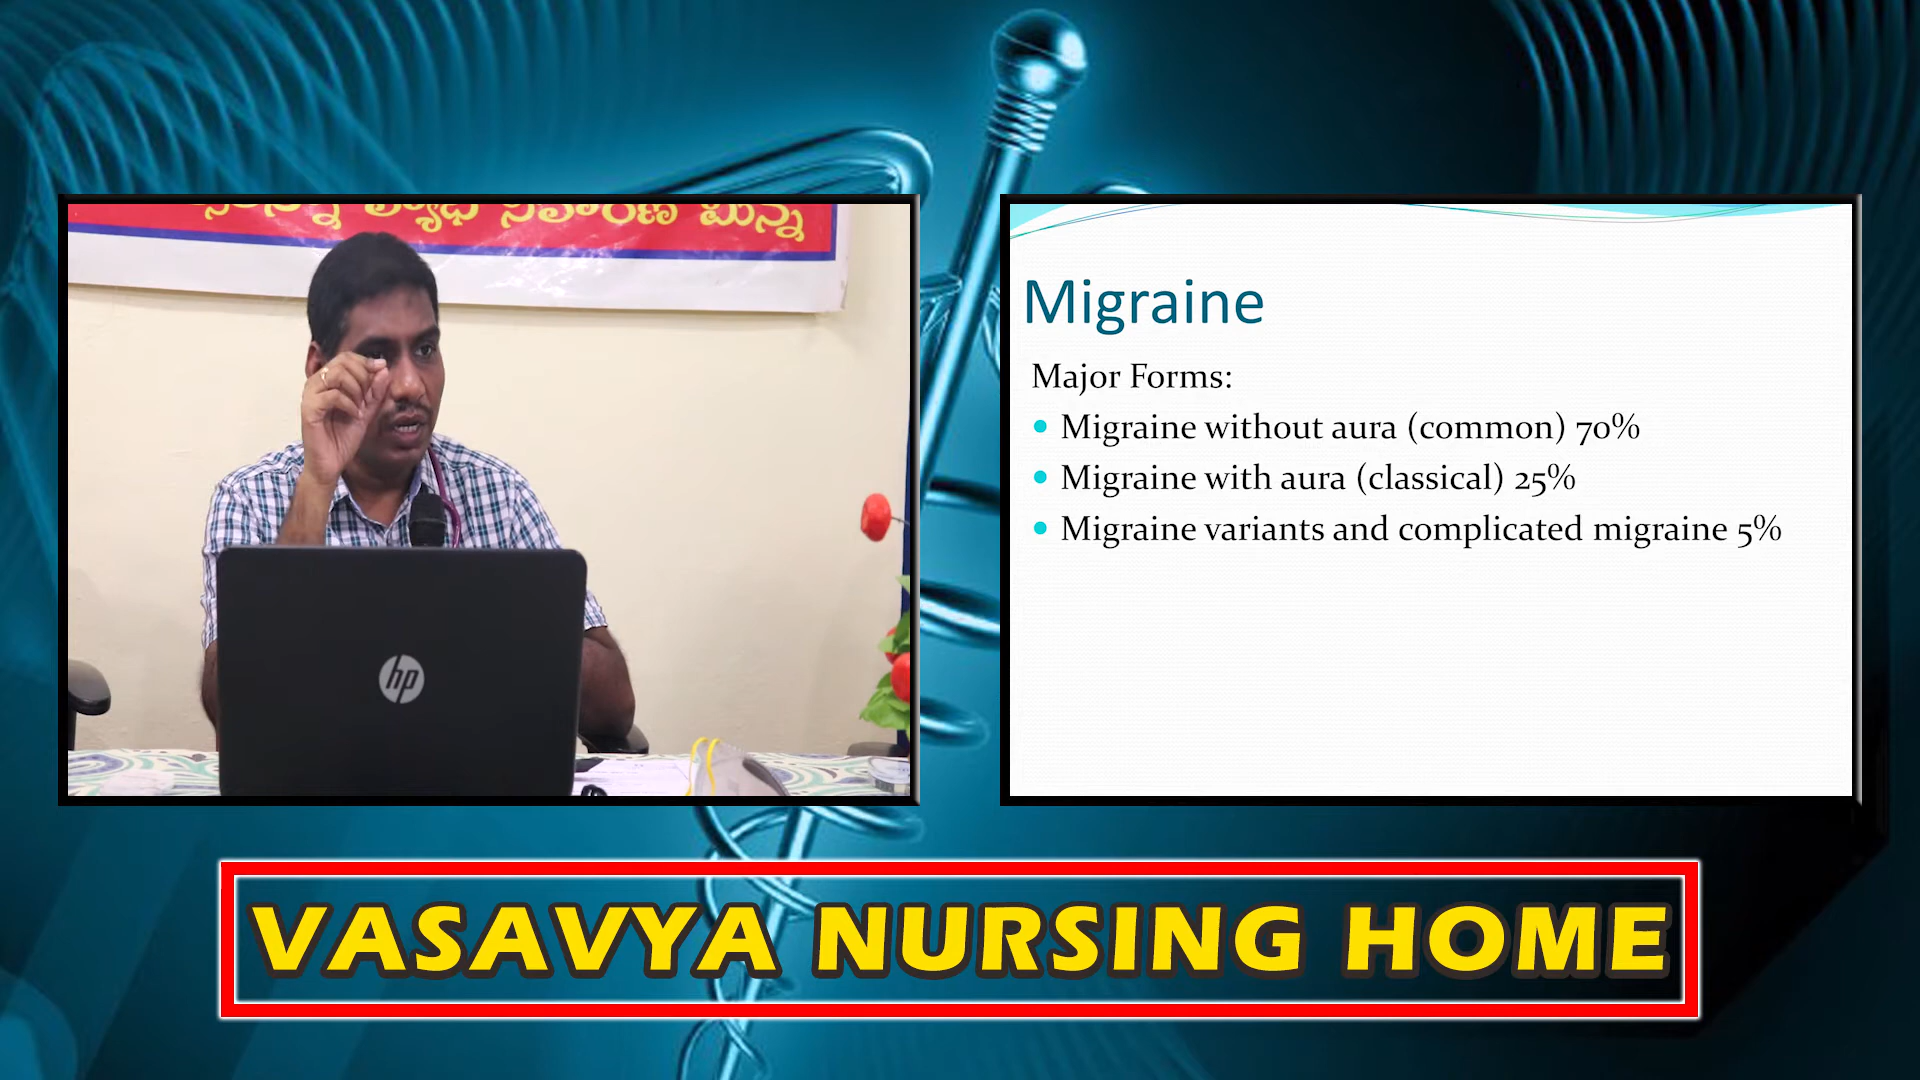 వ్యాధి నివారణ మిన్న
Migraine
Major Forms:
• Migraine without aura (common) 70%
• Migraine with aura (classical) 25%
• Migraine variants and complicated migraine 5%
hp
VASAVYA NURSING HOME